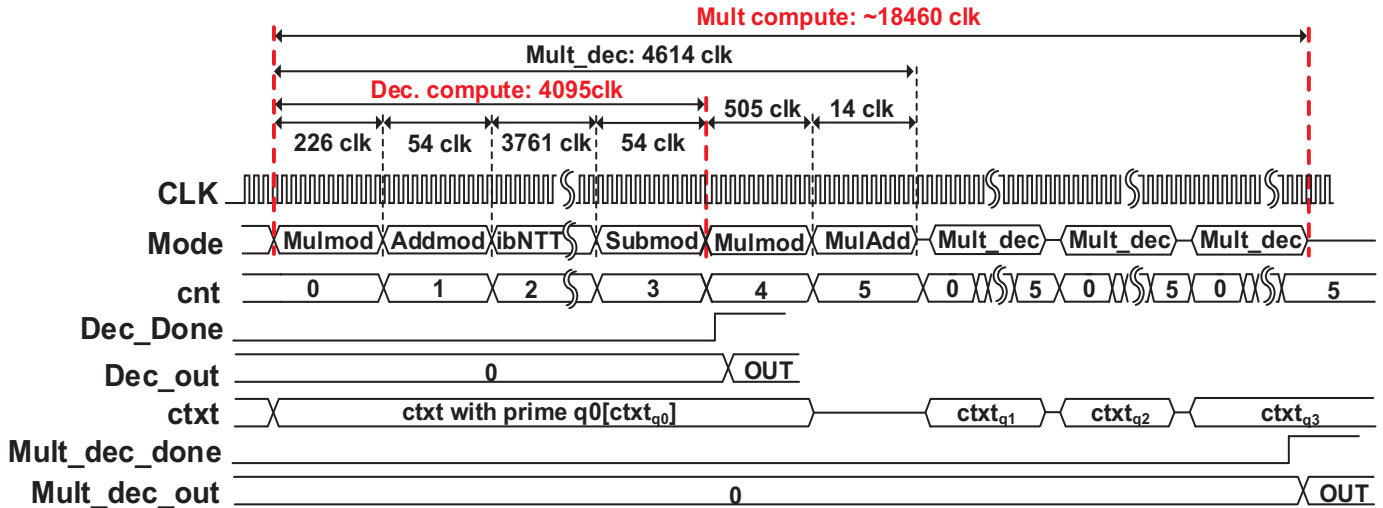 Mult compute: ~18460 clk
Mult_dec: 4614 clk
Dec. compute: 4095clk
505 clk 14 clk
226 clk 54 clk 3761 clk 54 clk
CLK
Mode Mulmod Addmod ibNTT Submod Mulmod MulAdd Mult_dec Mult_dec Mult_dec
cnt 0 1 2 3 4 5 0 5 0 5 0 5
Dec_Done
Dec_out 0 OUT
ctxt ctxt with prime q0[ctxtq0] ctxtq1 ctxtq2 ctxtq3
Mult_dec_done
Mult_dec_out 0 OUT